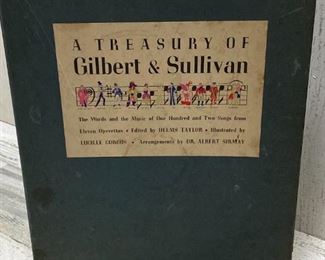 A TREASURY OF
Gilbert & Sullivan
The Words and the Music of One Hundred and Two Songs from
Eleven Operettas • Edited by DEEMS TAYLOR • Illustrated by
LUCILLE CORCOS • Arrangements by DR. ALBERT SIRMAY